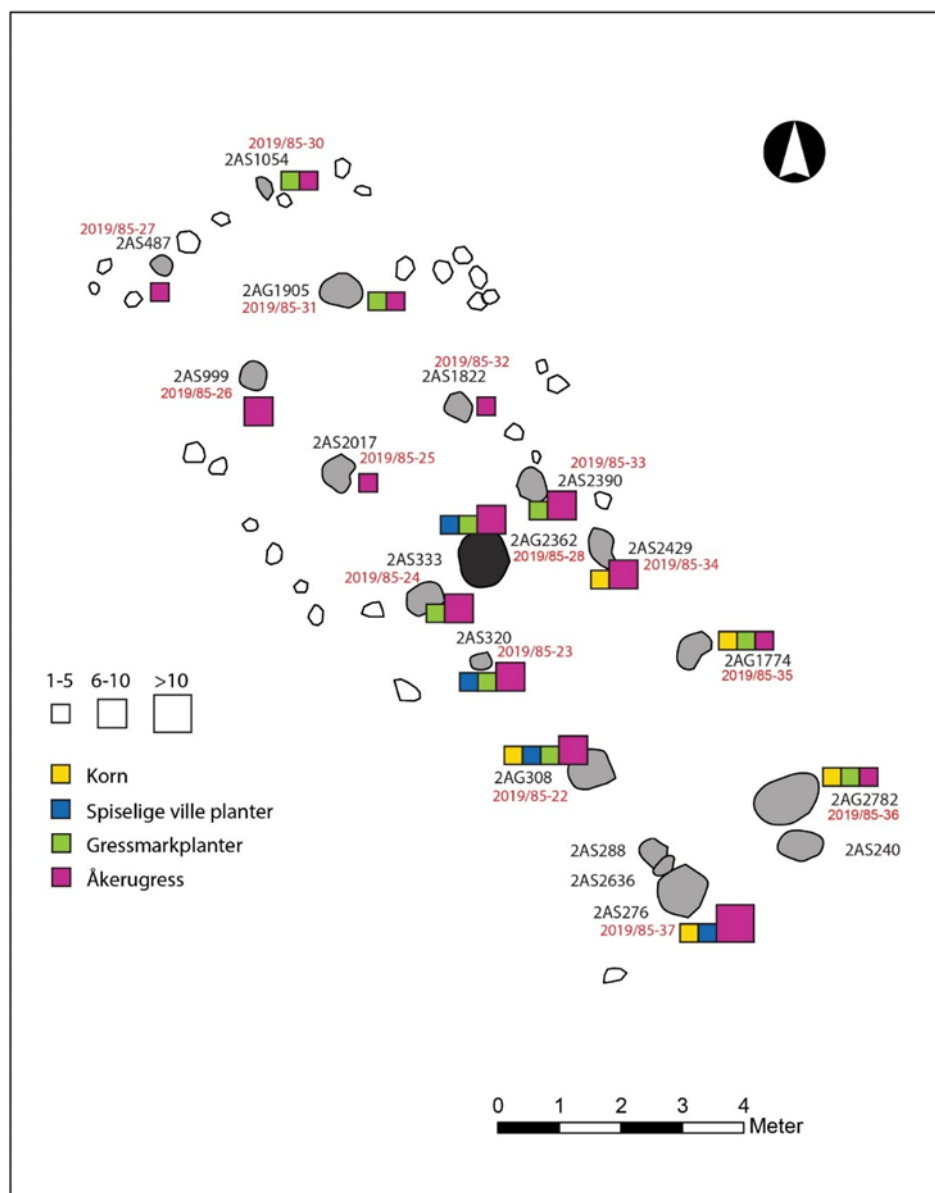 2019/85-30
2AS1054
2019/85-27
2AS487
2AG1905
2019/85-31
2AS999
2019/85-26
2019/85-32
2AS1822
2AS2017
2019/85-25
2019/85-33
2AS2390
2AG2362
2019/85-28
2AS333
2019/85-24
2AS2429
2019/85-34
2AS320
2019/85-23
2AG1774
2019/85-35
1-5 6-10 >10
Korn
Spiselige ville planter
Gressmarkplanter
Åkerugress
2AG308
2019/85-22
2AG2782
2019/85-36
2AS240
2AS288
2AS2636
2AS276
2019/85-37
0 1 2 3 4
Meter